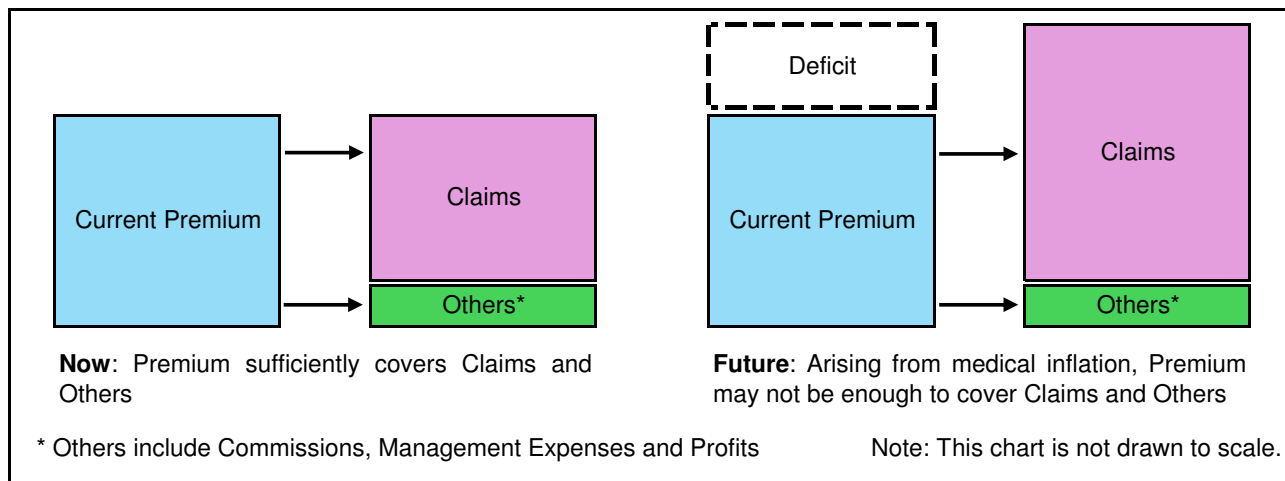 Deficit
Current Premium
Claims
Others*
Current Premium
Claims
Others*
Now: Premium sufficiently covers Claims and
Others
Future: Arising from medical inflation, Premium
may not be enough to cover Claims and Others
* Others include Commissions, Management Expenses and Profits
Note: This chart is not drawn to scale.